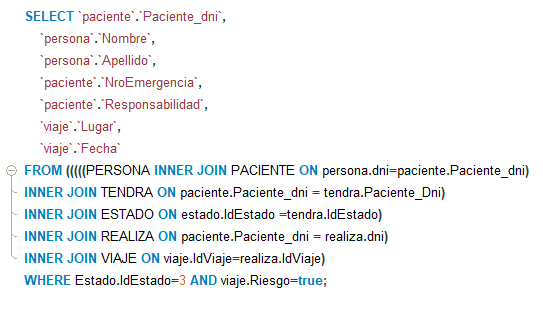 SELECT `paciente`.`Paciente_dni`,
`persona`.`Nombre`,
`persona`.`Apellido`,
`paciente`.`NroEmergencia`,
`paciente`.`Responsabilidad`,
`viaje`.`Lugar`,
`viaje`.`Fecha`
FROM (((((PERSONA INNER JOIN PACIENTE ON persona.dni=paciente.Paciente_dni)
INNER JOIN TENDRA ON paciente.Paciente_dni = tendra.Paciente_Dni)
INNER JOIN ESTADO ON estado.IdEstado =tendra.IdEstado)
INNER JOIN REALIZA ON paciente.Paciente_dni = realiza.dni)
INNER JOIN VIAJE ON viaje.IdViaje=realiza.IdViaje)
WHERE Estado.IdEstado=3 AND viaje.Riesgo=true;